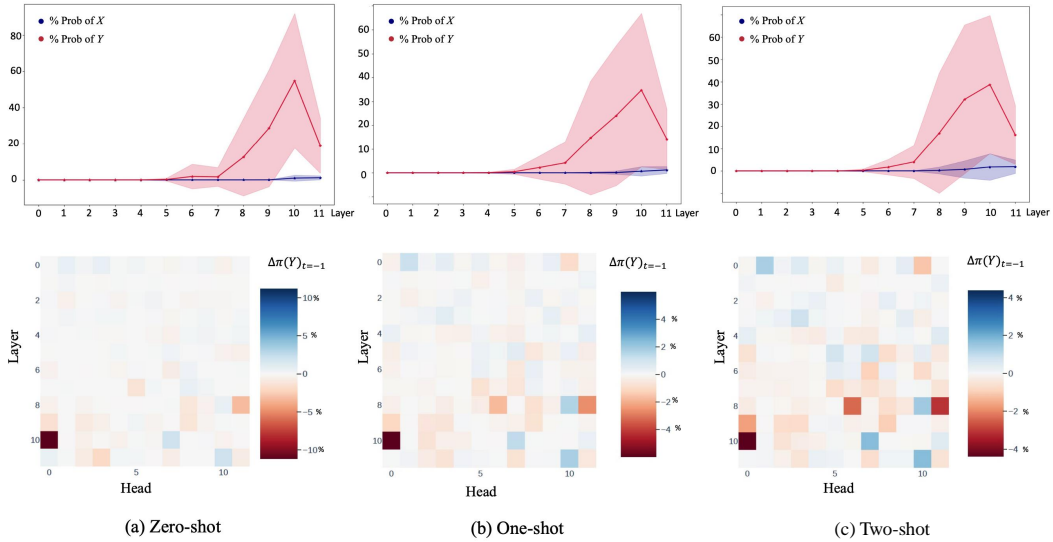 % Prob of X
% Prob of Y
80
60
40
20
0
0 1 2 3 4 5 6 7 8 9 10 11 Layer
% Prob of X
% Prob of Y
60
50
40
30
20
10
0
0 1 2 3 4 5 6 7 8 9 10 11 Layer
% Prob of X
% Prob of Y
70
60
50
40
30
20
10
0
0 1 2 3 4 5 6 7 8 9 10 11 Layer
Δπ(Y)t=−1
10%
5 %
0
−5 %
−10%
Layer
0
2
4
6
8
10
0 5 10
Head
Δπ(Y)t=−1
4 %
2 %
0
−2 %
−4 %
Layer
0
2
4
6
8
10
0 5 10
Head
Δπ(Y)t=−1
4 %
2 %
0
−2 %
−4 %
Layer
0
2
4
6
8
10
0 5 10
Head
(a) Zero-shot
(b) One-shot
(c) Two-shot